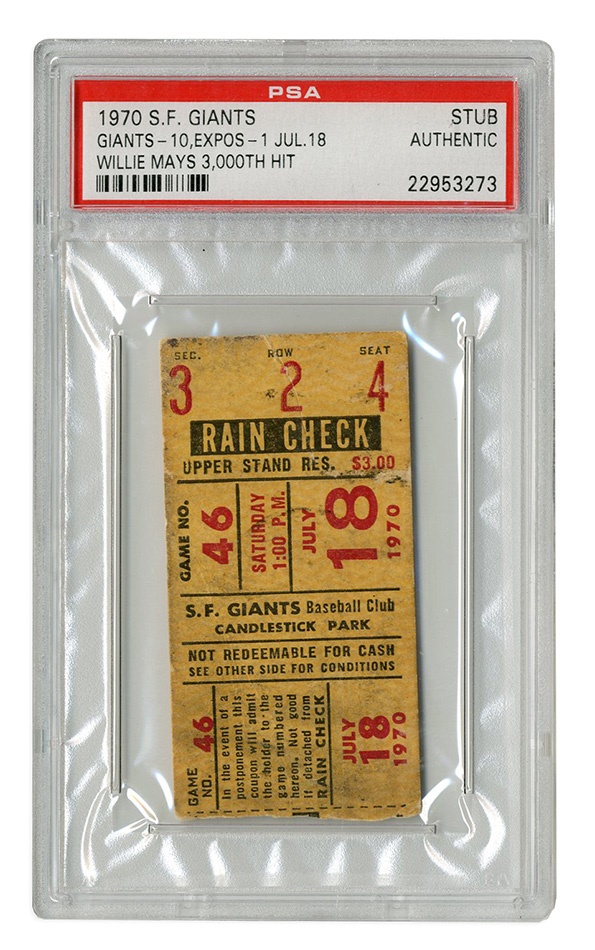 PSA
1970 S.F. GIANTS STUB
GIANTS-10,EXPOS-1 JUL.18 AUTHENTIC
WILLIE MAYS 3,000TH HIT
22953273
SEC. ROW SEAT
3 2 4
RAIN CHECK
UPPER STAND RES. $3.00
GAME NO.
46
SATURDAY
1:00 P.M.
JULY
18
1970
S.F. GIANTS Baseball Club
CANDLESTICK PARK
NOT REDEEMABLE FOR CASH
SEE OTHER SIDE FOR CONDITIONS
GAME
NO. 46
In the event of a
postponement this
coupon will admit
the holder to the
game numbered
hereon. Not good
if detached from
RAIN CHECK
JULY
18
1970